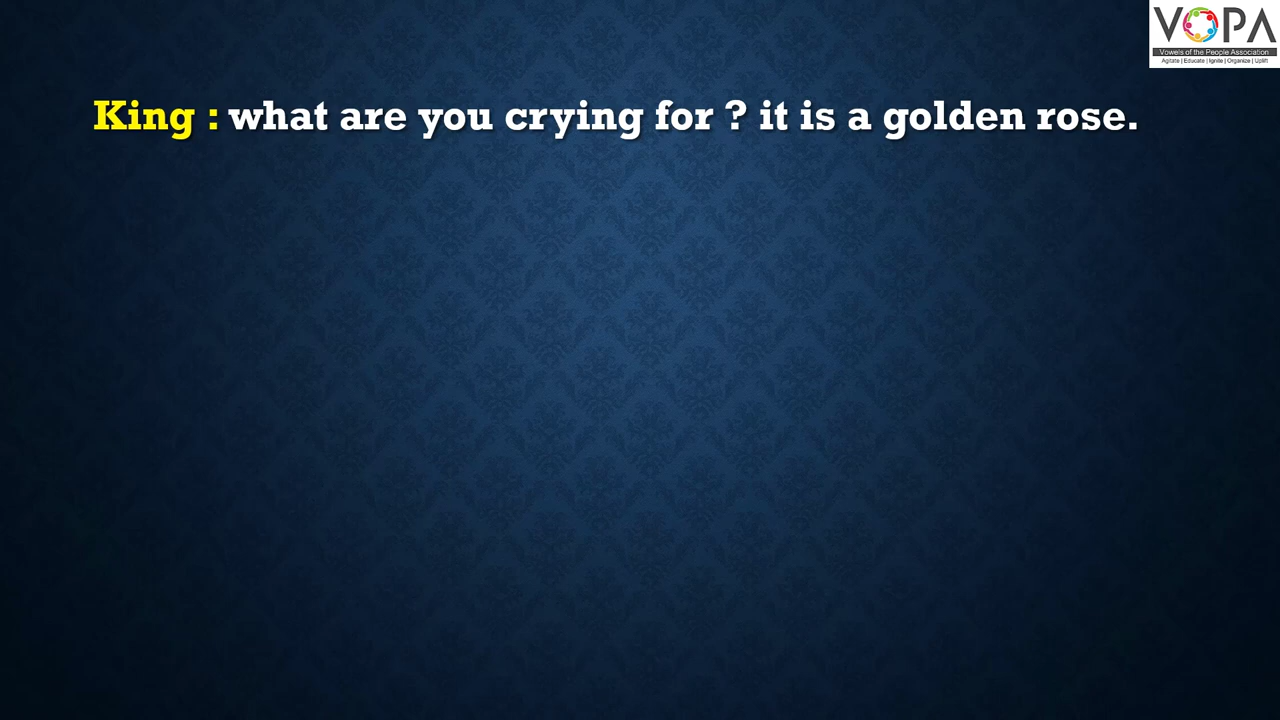 VOPA
Vowels of the People Association
Agitate | Educate | Ignite | Organize | Uplift
King : what are you crying for ? it is a golden rose.